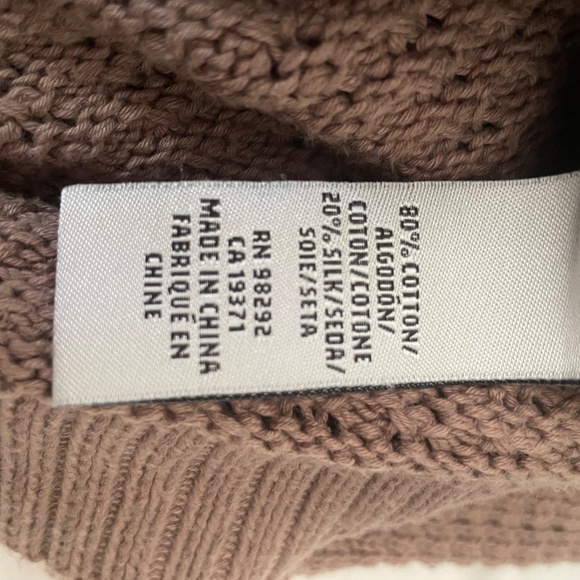 80% COTTON/
ALGODÓN/
COTON/COTONE
20% SILK/SEDA/
SOIE/SETA
RN 98292
CA 19371
MADE IN CHINA
FABRIQUÉ EN
CHINE